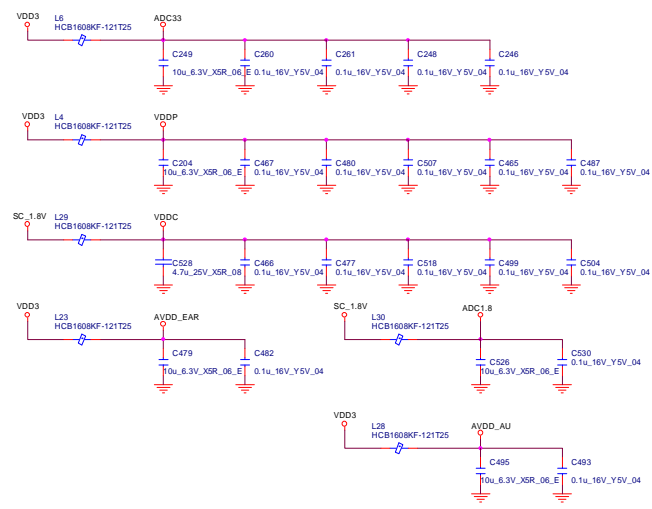 VDD3 L6 ADC33
HCB1608KF-121T25
C249 C260 C261 C248 C246
10u_6.3V_X5R_06_E 0.1u_16V_Y5V_04 0.1u_16V_Y5V_04 0.1u_16V_Y5V_04 0.1u_16V_Y5V_04
VDD3 L4 VDDP
HCB1608KF-121T25
C204 C467 C480 C507 C465 C487
10u_6.3V_X5R_06_E 0.1u_16V_Y5V_04 0.1u_16V_Y5V_04 0.1u_16V_Y5V_04 0.1u_16V_Y5V_04 0.1u_16V_Y5V_04
SC_1.8V L29 VDDC
HCB1608KF-121T25
C528 C466 C477 C518 C499 C504
4.7u_25V_X5R_08 0.1u_16V_Y5V_04 0.1u_16V_Y5V_04 0.1u_16V_Y5V_04 0.1u_16V_Y5V_04 0.1u_16V_Y5V_04
VDD3 L23 AVDD_EAR
HCB1608KF-121T25
C479 C482
10u_6.3V_X5R_06_E 0.1u_16V_Y5V_04
SC_1.8V L30 ADC1.8
HCB1608KF-121T25
C526 C530
10u_6.3V_X5R_06_E 0.1u_16V_Y5V_04
VDD3 L28 AVDD_AU
HCB1608KF-121T25
C495 C493
10u_6.3V_X5R_06_E 0.1u_16V_Y5V_04